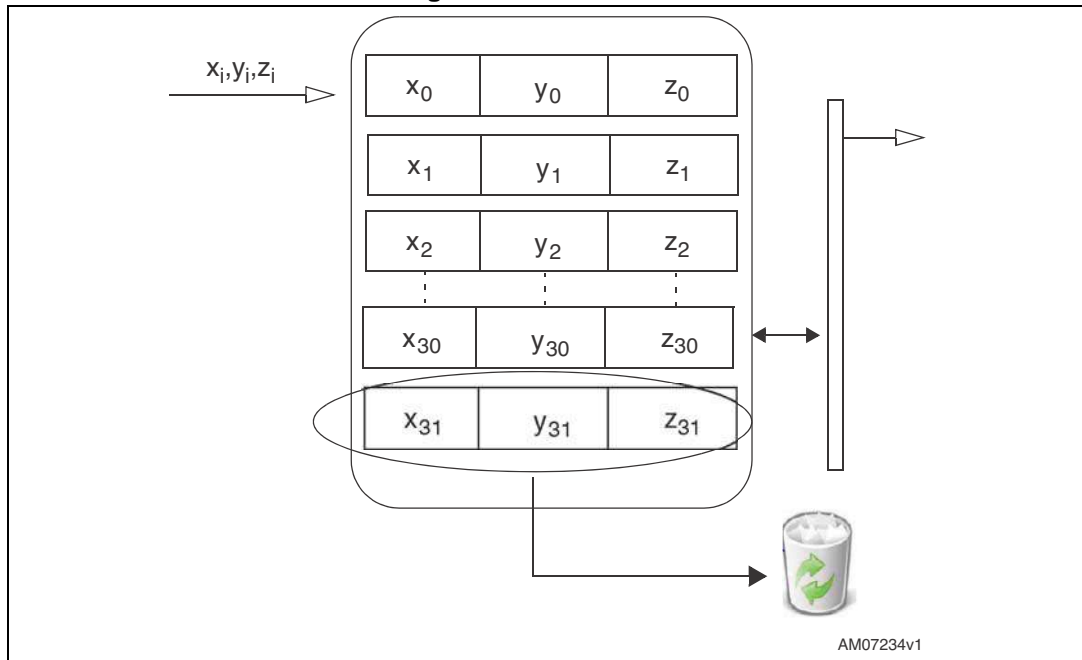 xᵢ,yᵢ,zᵢ
x₀ y₀ z₀
x₁ y₁ z₁
x₂ y₂ z₂
x₃₀ y₃₀ z₃₀
x₃₁ y₃₁ z₃₁
AM07234v1